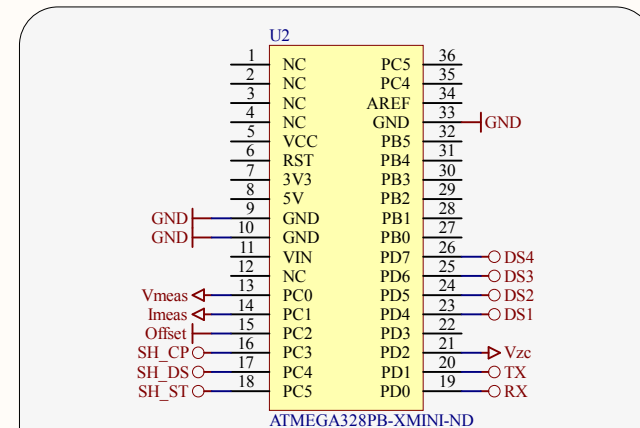 U2
1 NC PC5 36
2 NC PC4 35
3 NC AREF 34
4 NC GND 33 GND
5 VCC PB5 32
6 RST PB4 31
7 3V3 PB3 30
8 5V PB2 29
GND 9 GND PB1 28
GND 10 GND PB0 27
11 VIN PD7 26 DS4
12 NC PD6 25 DS3
Vmeas 13 PC0 PD5 24 DS2
Imeas 14 PC1 PD4 23 DS1
Offset 15 PC2 PD3 22
SH_CP 16 PC3 PD2 21 Vzc
SH_DS 17 PC4 PD1 20 TX
SH_ST 18 PC5 PD0 19 RX
ATMEGA328PB-XMINI-ND